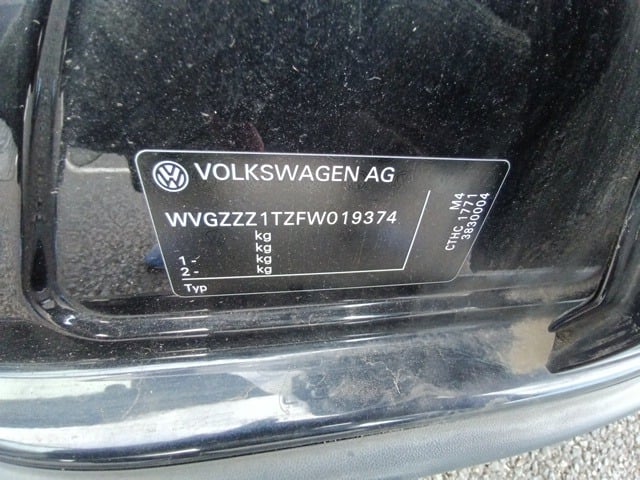 VOLKSWAGEN AG
WVGZZZ1TZFW019374
kg
kg
1 - kg
2 - kg
Typ
M4
CTHC 1771
3830004